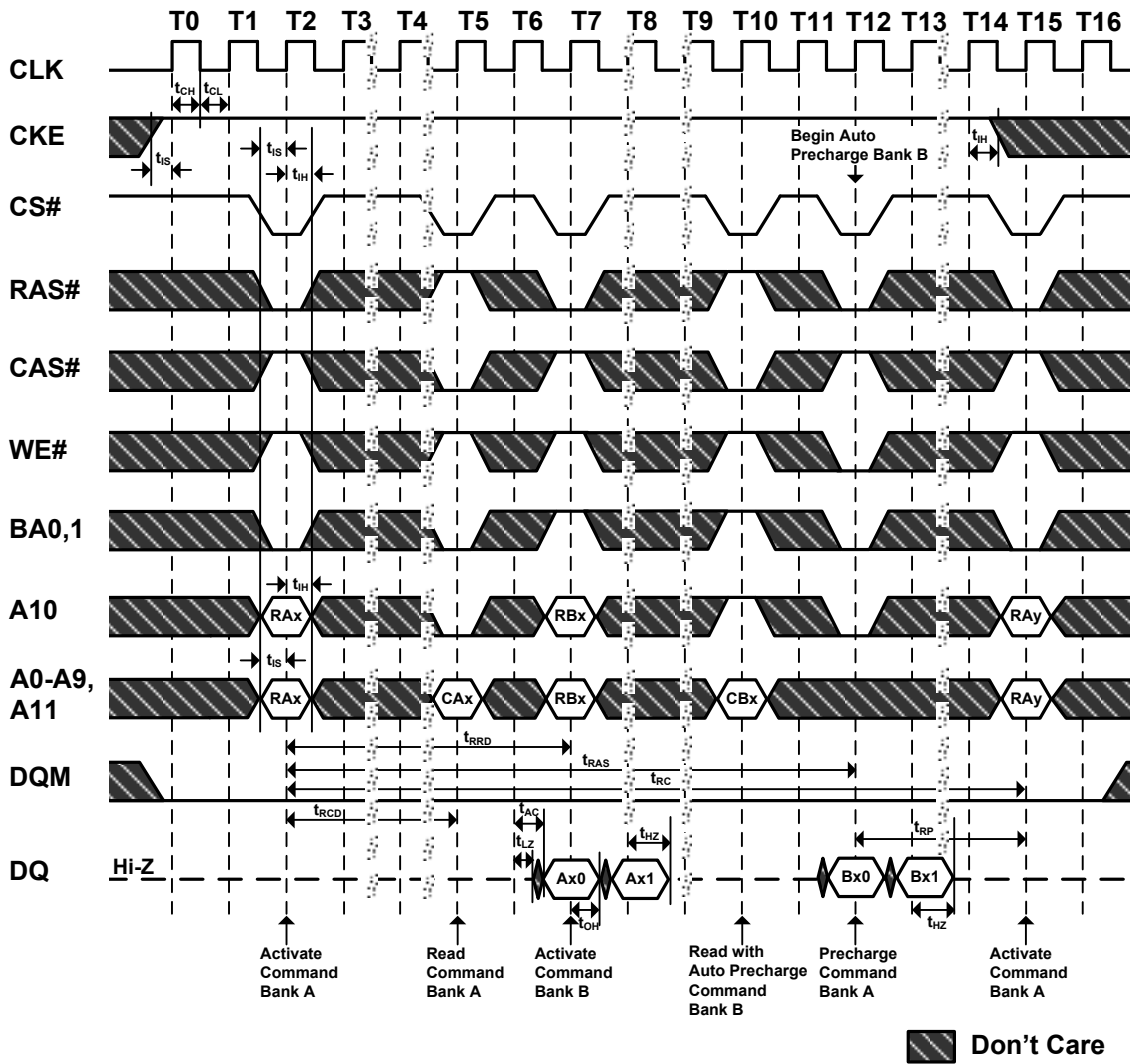 T0 T1 T2 T3 T4 T5 T6 T7 T8 T9 T10 T11 T12 T13 T14 T15 T16
CLK
tCH tCL
CKE
tIS
tIS
tIH
Begin Auto
Precharge Bank B
tIH
CS#
RAS#
CAS#
WE#
BA0,1
tIH
A10
RAx RBx RAy
tIS
A0-A9,
A11
RAx CAx RBx CBx RAy
tRRD
tRAS
DQM
tRC
tRCD
tAC
tLZ
tHZ
tRP
DQ
Hi-Z
Ax0 Ax1 Bx0 Bx1
tOH
tHZ
Activate
Command
Bank A
Read
Command
Bank A
Activate
Command
Bank B
Read with
Auto Precharge
Command
Bank B
Precharge
Command
Bank A
Activate
Command
Bank A
Don't Care